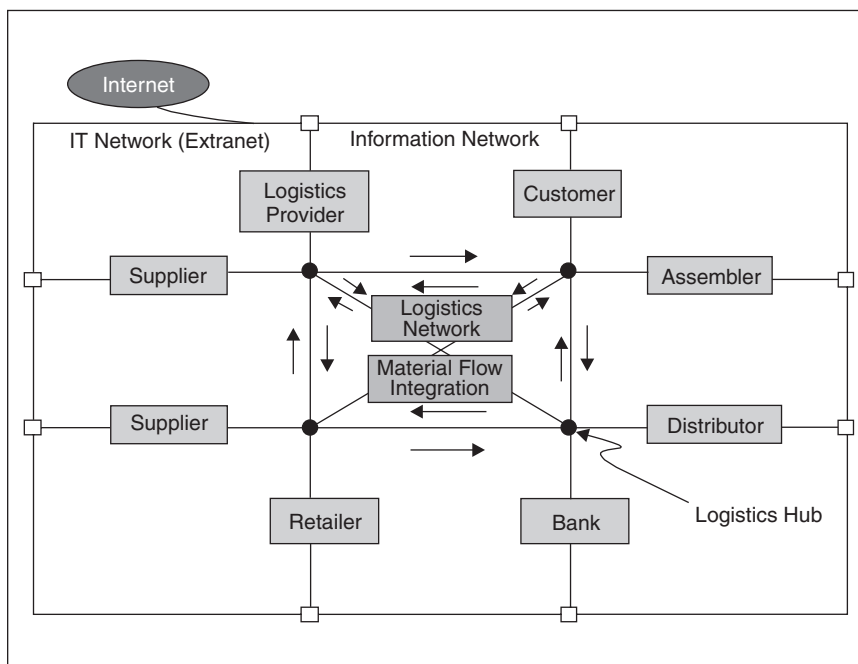 Internet
IT Network (Extranet)
Information Network
Logistics
Provider
Customer
Supplier
Assembler
Logistics
Network
Material Flow
Integration
Supplier
Distributor
Retailer
Bank
Logistics Hub